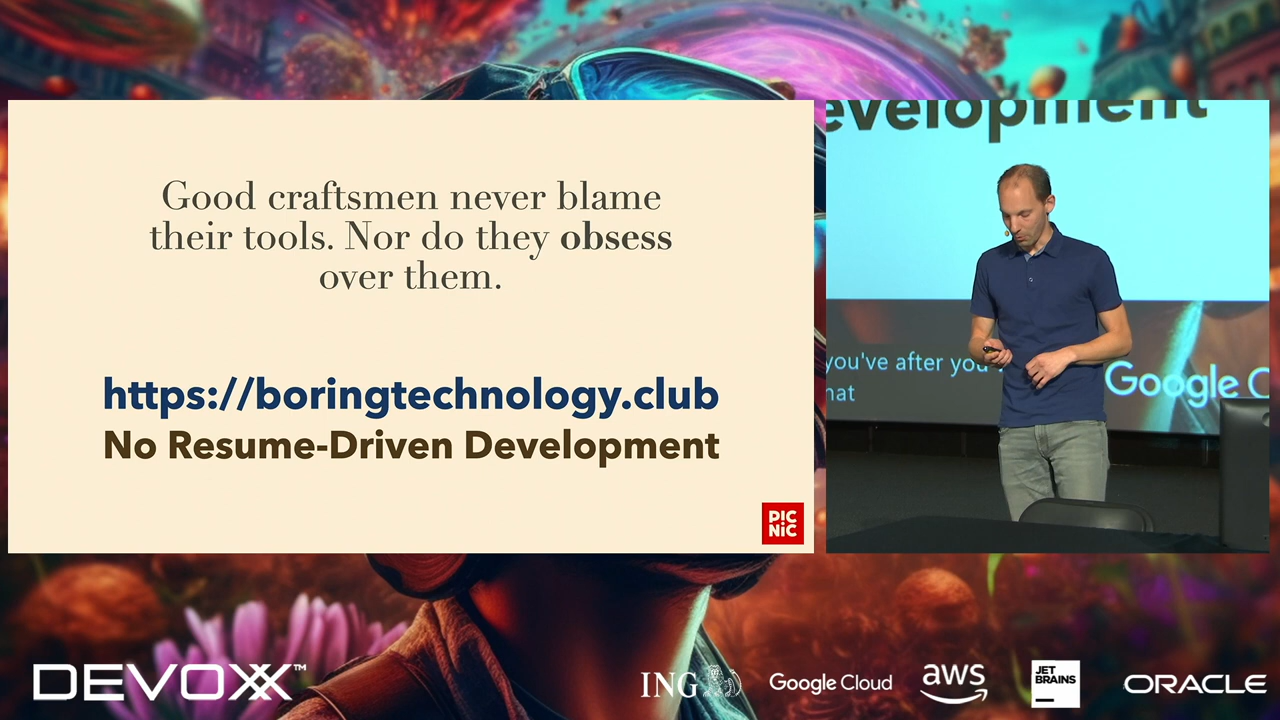 Good craftsmen never blame
their tools. Nor do they obsess
over them.
https://boringtechnology.club
No Resume-Driven Development
PIC
NIC
evelopment
you've after you
hat
Google C
DEVOXX™
ING
Google Cloud
aws
JET
BRAINS
ORACLE